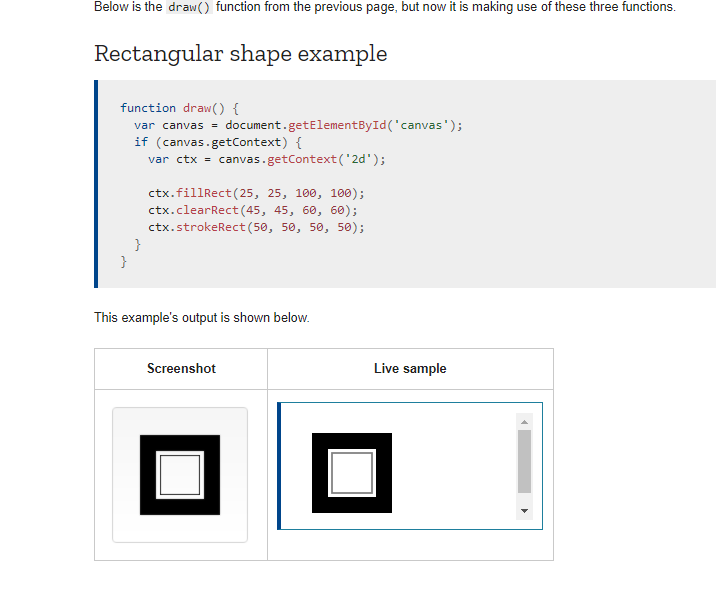 Below is the draw() function from the previous page, but now it is making use of these three functions.
Rectangular shape example
function draw() {
  var canvas = document.getElementById('canvas');
  if (canvas.getContext) {
    var ctx = canvas.getContext('2d');

    ctx.fillRect(25, 25, 100, 100);
    ctx.clearRect(45, 45, 60, 60);
    ctx.strokeRect(50, 50, 50, 50);
  }
}
This example's output is shown below.
Screenshot
Live sample